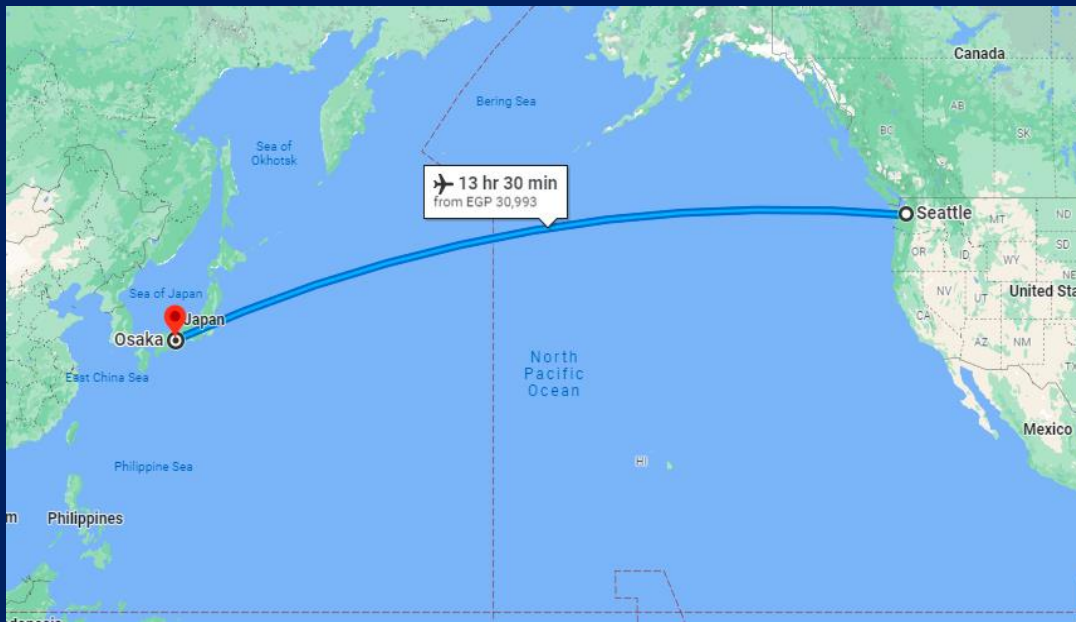 Canada
Bering Sea
AB
Sea of
Okhotsk
BC
SK
13 hr 30 min
from EGP 30,993
Seattle
MT
ND
OR
ID
SD
WY
NE
Sea of Japan
NV
UT
United Sta
Japan
CA
Osaka
AZ
NM
North
Pacific
Ocean
TX
East China Sea
Mexico
Philippine Sea
HI
m
Philippines